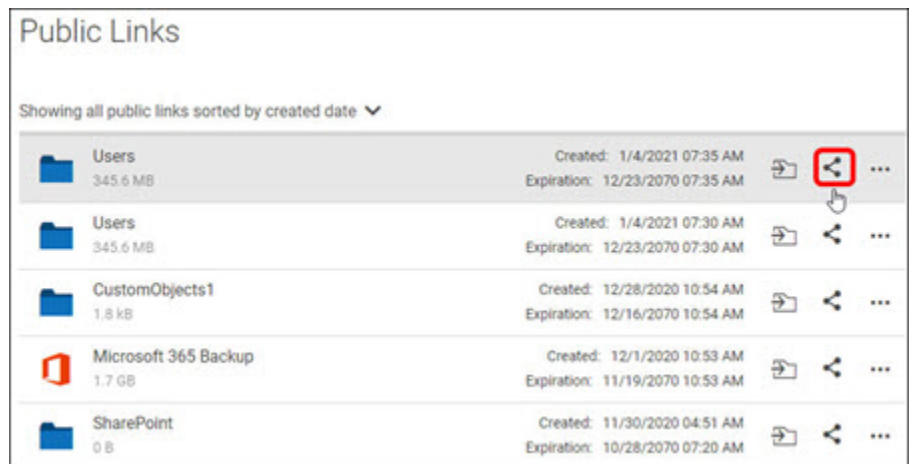 Public Links
Showing all public links sorted by created date
Users
Created: 1/4/2021 07:35 AM
345.6 MB
Expiration: 12/23/2070 07:35 AM
Users
Created: 1/4/2021 07:30 AM
345.6 MB
Expiration: 12/23/2070 07:30 AM
CustomObjects1
Created: 12/28/2020 10:54 AM
1.8 kB
Expiration: 12/16/2070 10:54 AM
Microsoft 365 Backup
Created: 12/1/2020 10:53 AM
1.7 GB
Expiration: 11/19/2070 10:53 AM
SharePoint
Created: 11/30/2020 04:51 AM
0 B
Expiration: 10/28/2070 07:20 AM